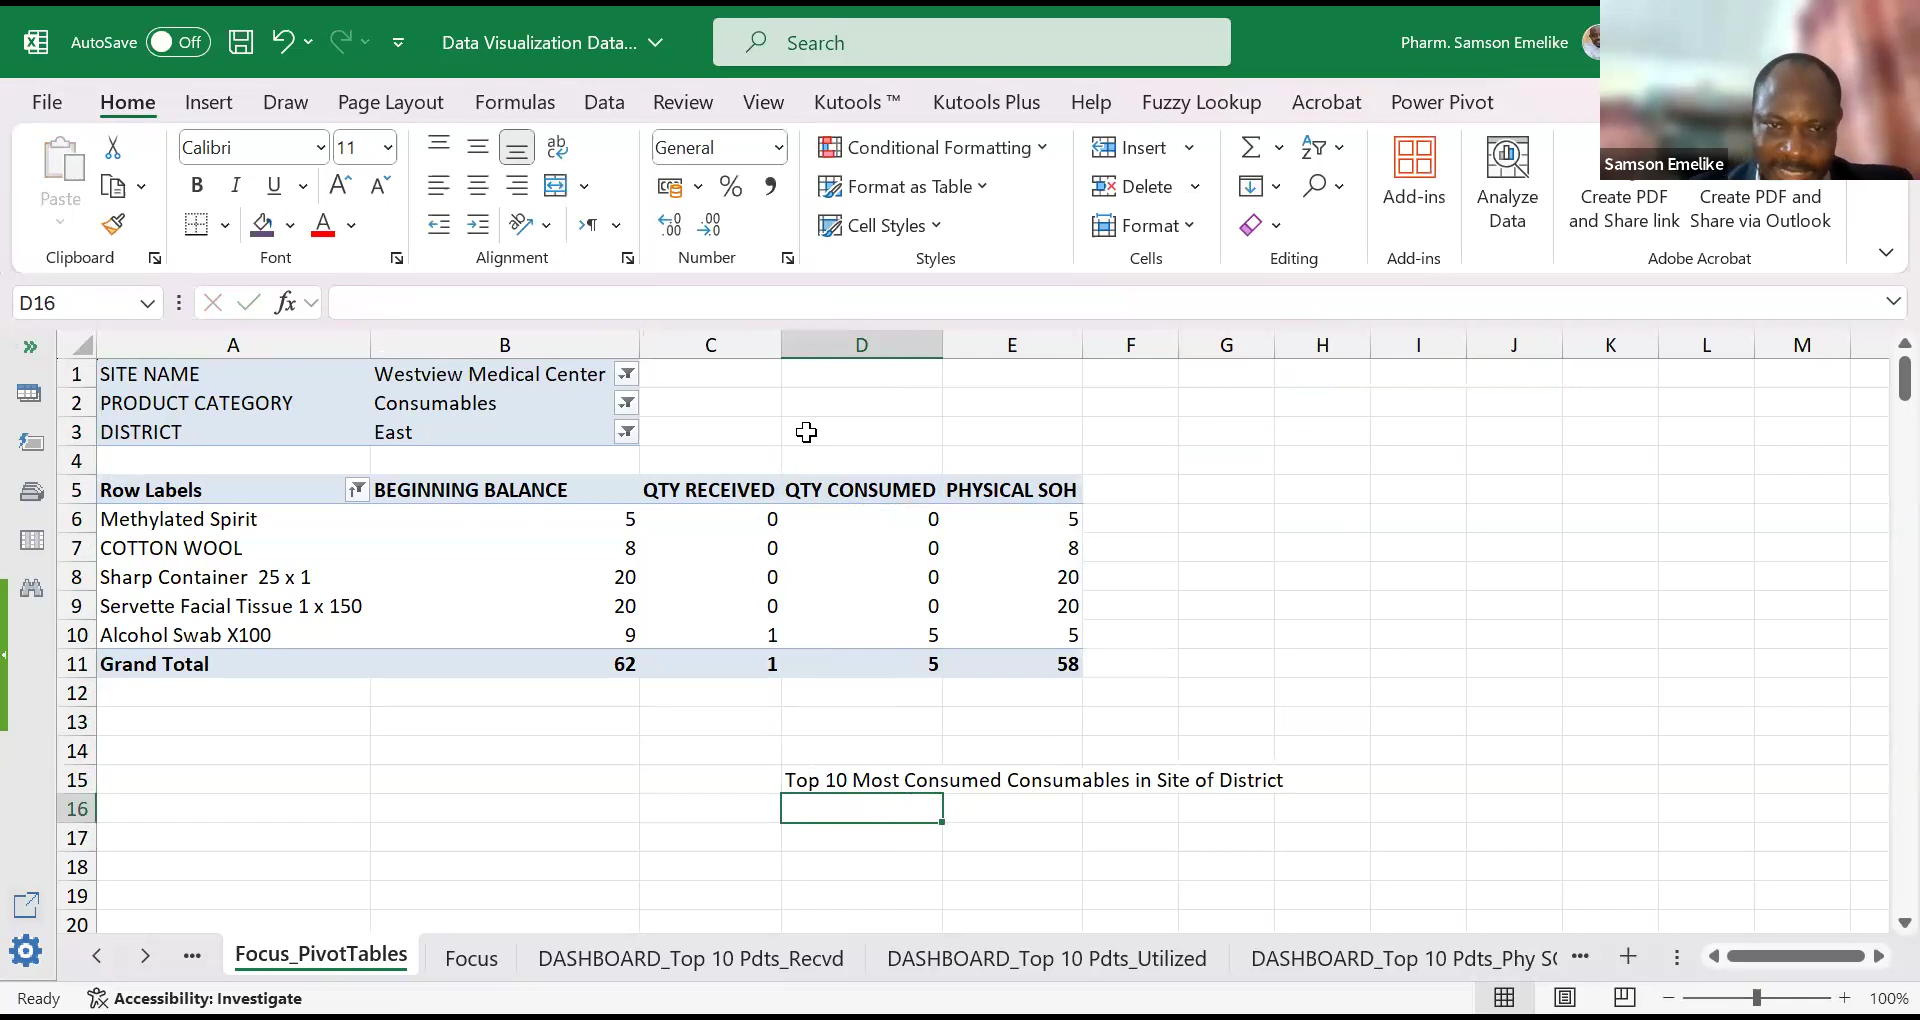 AutoSave Off Data Visualization Data... Search Pharm. Samson Emelike
File Home Insert Draw Page Layout Formulas Data Review View Kutools ™ Kutools Plus Help Fuzzy Lookup Acrobat Power Pivot
Samson Emelike
Paste
Calibri 11
B I U A A
A
General
% ,
Conditional Formatting
Format as Table
Cell Styles
Insert
Delete
Format
Add-ins
Analyze Data
Create PDF and Share link
Create PDF and Share via Outlook
Clipboard Font Alignment Number Styles Cells Editing Add-ins Adobe Acrobat
D16 fx
A B C D E F G H I J K L M
1 SITE NAME Westview Medical Center
2 PRODUCT CATEGORY Consumables
3 DISTRICT East
4
5 Row Labels BEGINNING BALANCE QTY RECEIVED QTY CONSUMED PHYSICAL SOH
6 Methylated Spirit 5 0 0 5
7 COTTON WOOL 8 0 0 8
8 Sharp Container 25 x 1 20 0 0 20
9 Servette Facial Tissue 1 x 150 20 0 0 20
10 Alcohol Swab X100 9 1 5 5
11 Grand Total 62 1 5 58
12
13
14
15 Top 10 Most Consumed Consumables in Site of District
16
17
18
19
20
... Focus_PivotTables Focus DASHBOARD_Top 10 Pdts_Recvd DASHBOARD_Top 10 Pdts_Utilized DASHBOARD_Top 10 Pdts_Phy SC ...
Ready Accessibility: Investigate 100%